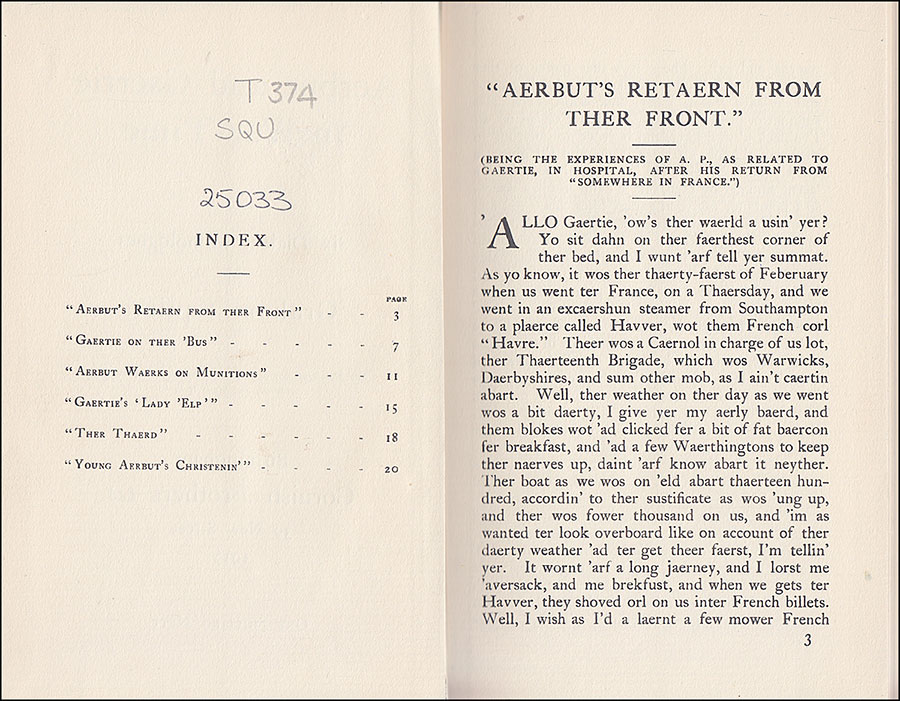 T 374
SQU
25033
INDEX.
PAGE
"Aerbut's Retaern from ther Front" - - 3
"Gaertie on ther 'Bus" - - - - - 7
"Aerbut Waerks on Munitions" - - - 11
"Gaertie's 'Lady 'Elp'" - - - - - 15
"Ther Thaerd" - - - - - - 18
"Young Aerbut's Christenin'" - - - - 20
"AERBUT'S RETAERN FROM
THER FRONT."
(BEING THE EXPERIENCES OF A. P., AS RELATED TO
GAERTIE, IN HOSPITAL, AFTER HIS RETURN FROM
"SOMEWHERE IN FRANCE.")
'ALLO Gaertie, 'ow's ther waerld a usin' yer?
Yo sit dahn on ther faerthest corner of
ther bed, and I wunt 'arf tell yer summat.
As yo know, it wos ther thaerty-faerst of Feberuary
when us went ter France, on a Thaersday, and we
went in an excaershun steamer from Southampton
to a plaerce called Havver, wot them French corl
"Havre." Theer wos a Caernol in charge of us lot,
ther Thaerteenth Brigade, which wos Warwicks,
Daerbyshires, and sum other mob, as I ain't caertin
abart. Well, ther weather on ther day as we went
wos a bit daerty, I give yer my aerly baerd, and
them blokes wot 'ad clicked fer a bit of fat baercon
fer breakfast, and 'ad a few Waerthingtons to keep
ther naerves up, daint 'arf know abart it neyther.
Ther boat as we wos on 'eld abart thaerteen hun-
dred, accordin' to ther sustificate as wos 'ung up,
and ther wos fower thousand on us, and 'im as
wanted ter look overboard like on account of ther
daerty weather 'ad ter get theer faerst, I'm tellin'
yer. It wornt 'arf a long jaerney, and I lorst me
'aversack, and me brekfust, and when we gets ter
Havver, they shoved orl on us inter French billets.
Well, I wish as I'd a laernt a few mower French
3